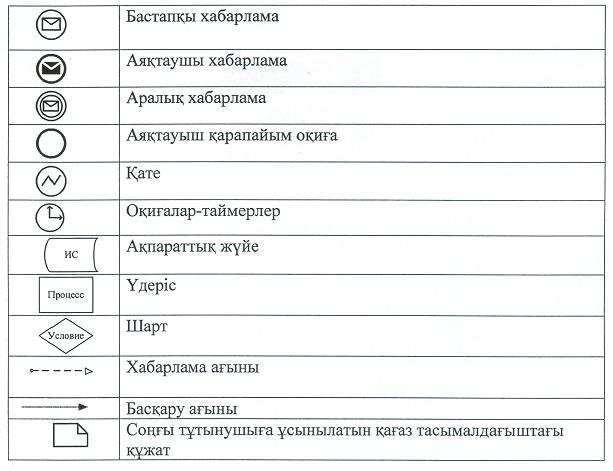 Бастапқы хабарлама
Аяқтаушы хабарлама
Аралық хабарлама
Аяқтауыш қарапайым оқиға
Қате
Оқиғалар-таймерлер
ИС
Ақпараттық жүйе
Процесс
Үдеріс
Условие
Шарт
Хабарлама ағыны
Басқару ағыны
Соңғы тұтынушыға ұсынылатын қағаз тасымалдағыштағы
құжат